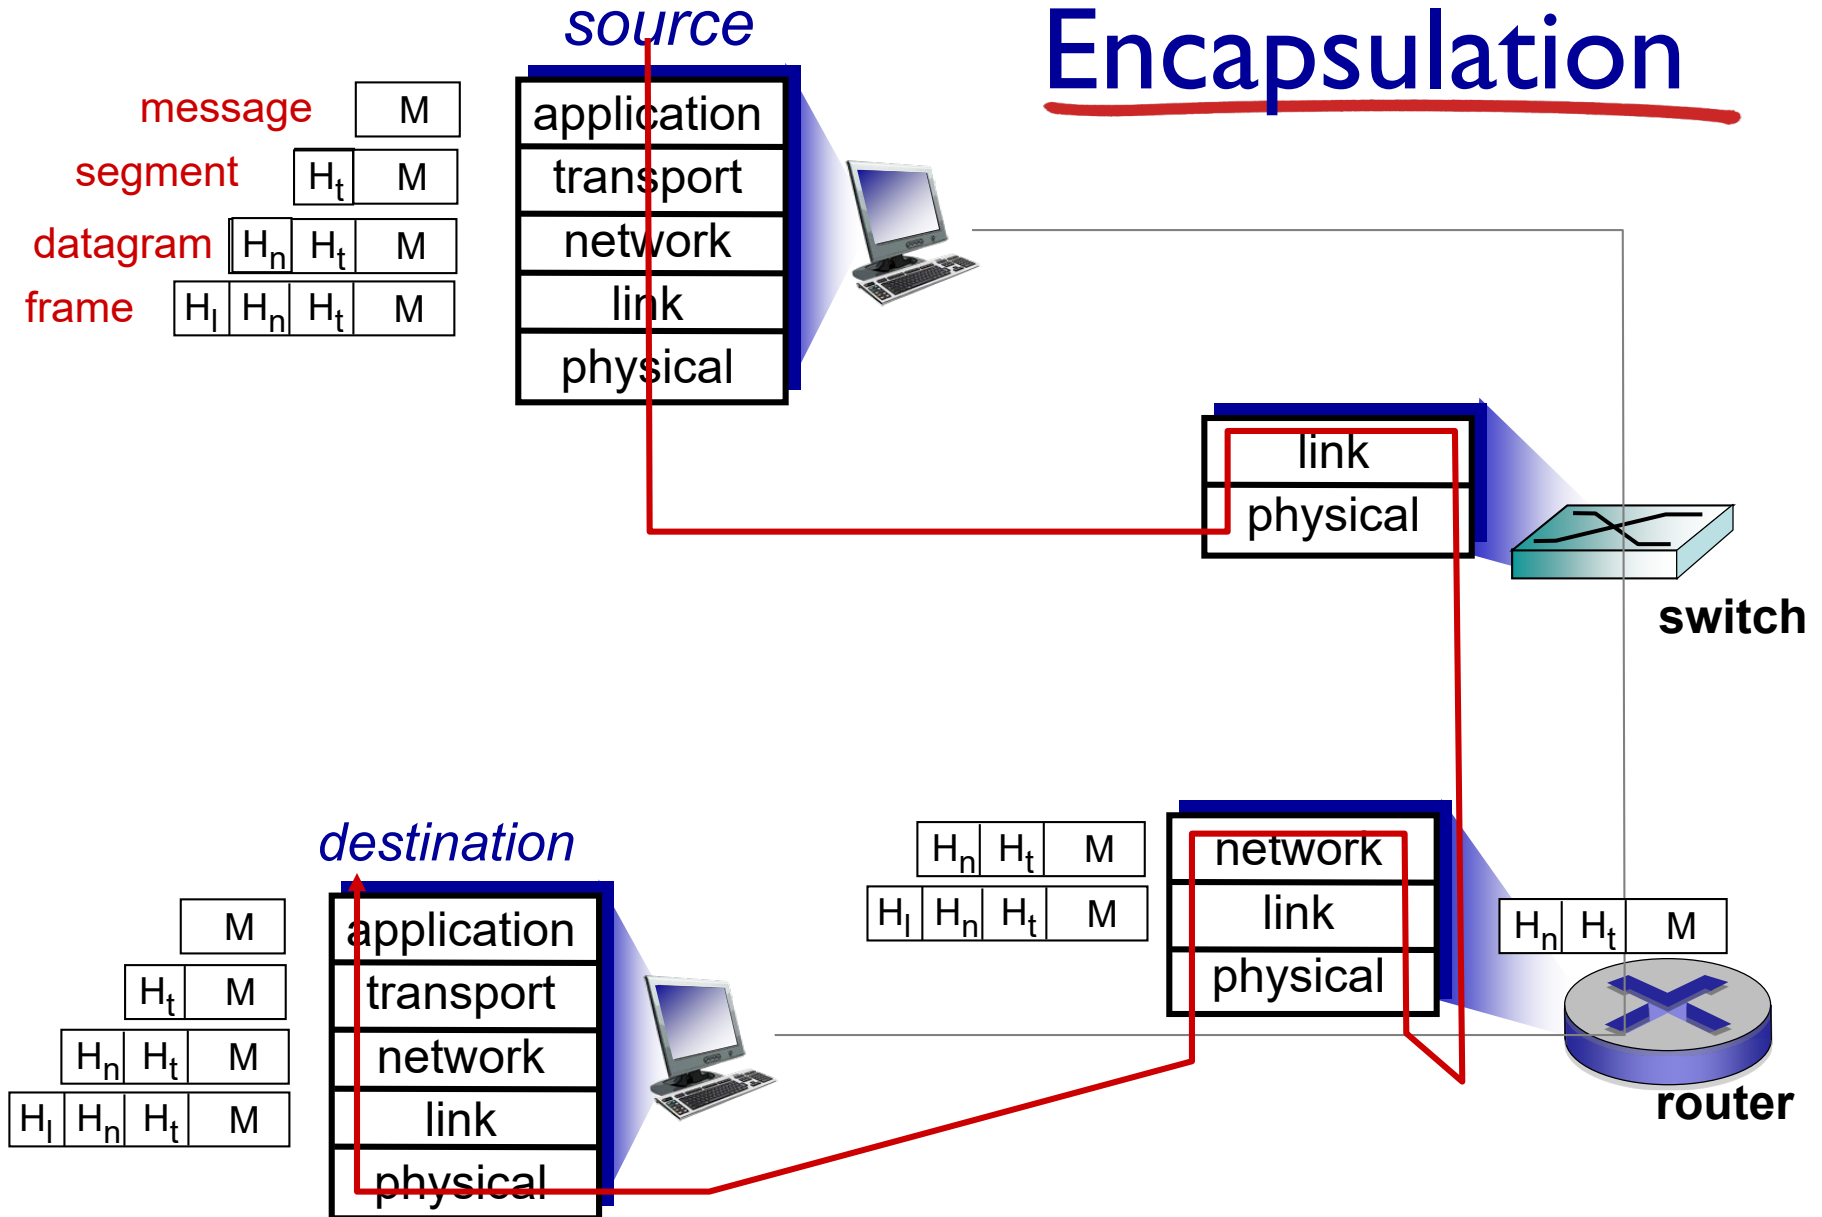 source
Encapsulation
message M
segment Ht M
datagram Hn Ht M
frame Hl Hn Ht M
application
transport
network
link
physical
link
physical
switch
destination
M
Ht M
Hn Ht M
Hl Hn Ht M
application
transport
network
link
physical
Hn Ht M
Hl Hn Ht M
network
link
physical
Hn Ht M
router